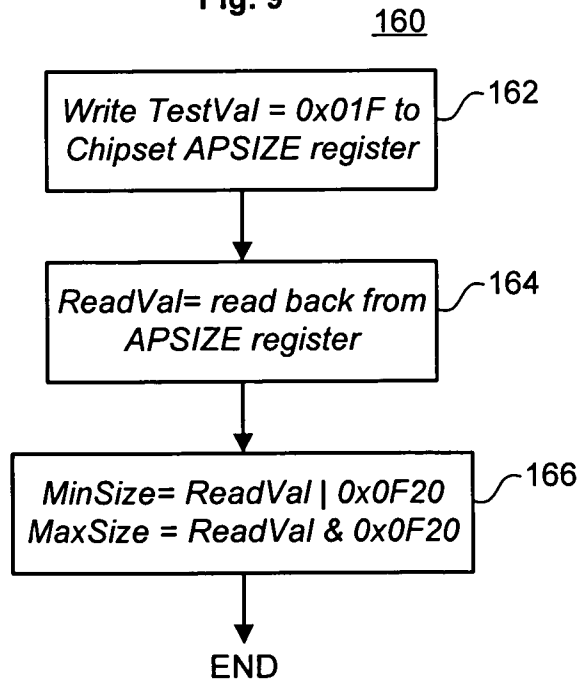 Fig. 9
160
Write TestVal = 0x01F to
Chipset APSIZE register
162
ReadVal= read back from
APSIZE register
164
MinSize= ReadVal | 0x0F20
MaxSize = ReadVal & 0x0F20
166
END